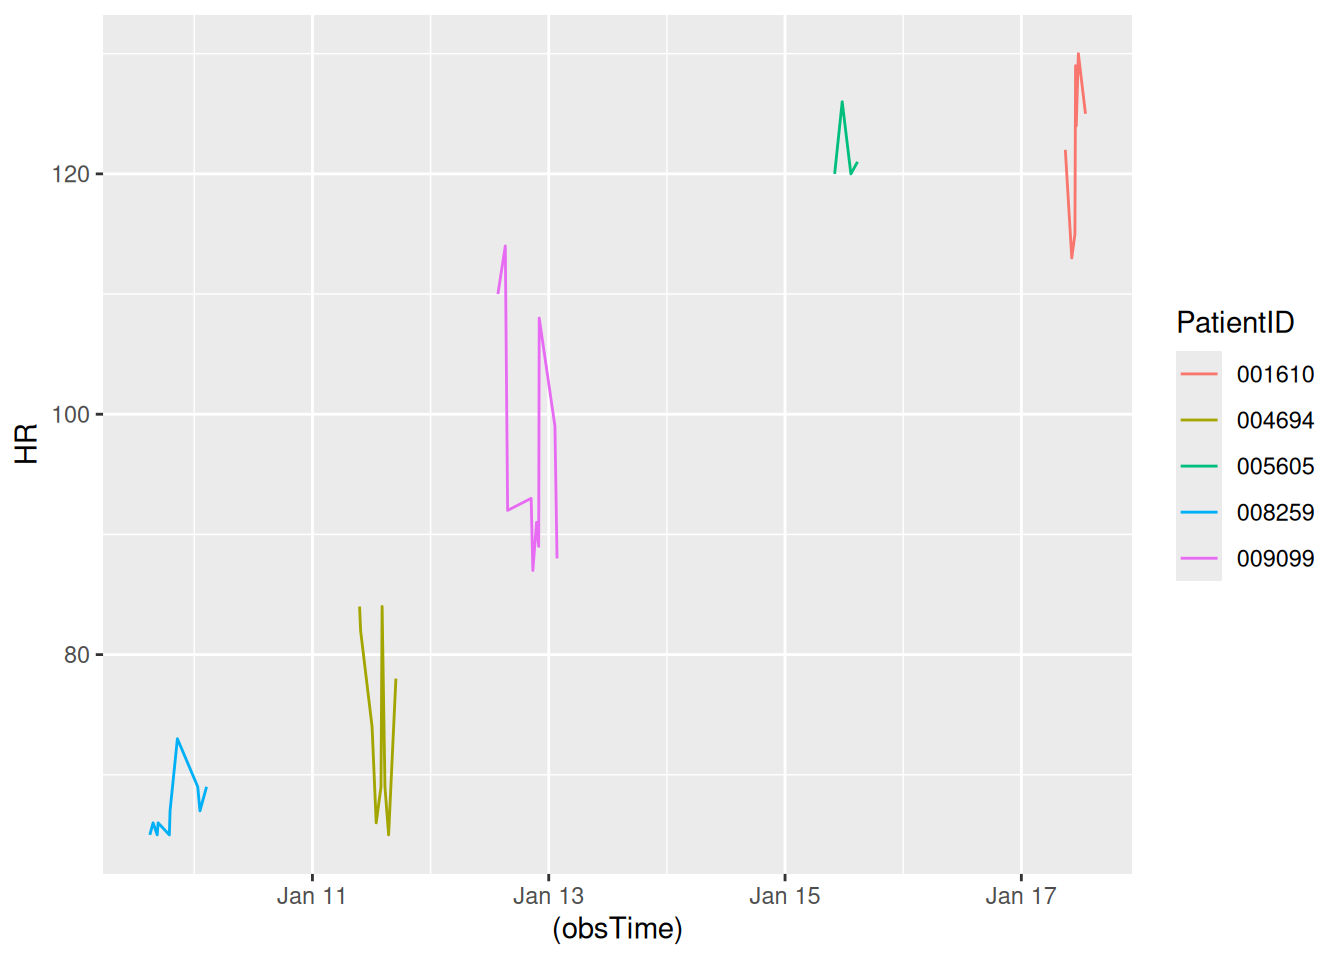 120
100
80
HR
Jan 11
Jan 13
Jan 15
Jan 17
(obsTime)
PatientID
001610
004694
005605
008259
009099